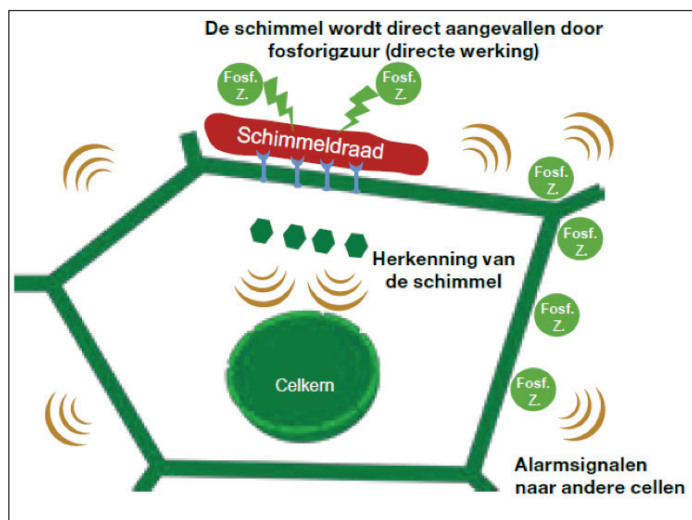 De schimmel wordt direct aangevallen door
fosforigzuur (directe werking)
Fosf.
Z.
Fosf.
Z.
Schimmeldraad
Fosf.
Z.
Fosf.
Z.
Herkenning van
de schimmel
Fosf.
Z.
Celkern
Fosf.
Z.
Alarmsignalen
naar andere cellen